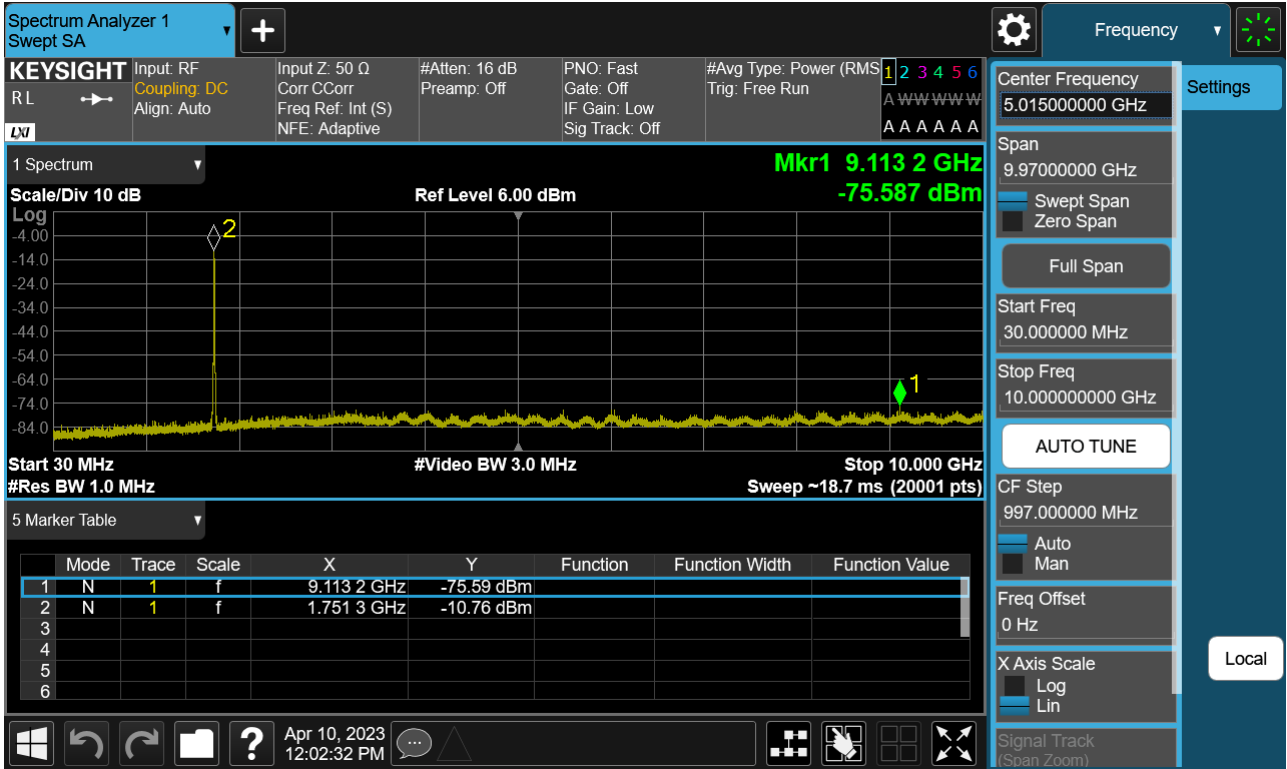 Spectrum Analyzer 1
Swept SA
Frequency
KEYSIGHT
R L
LXI
Input: RF
Coupling: DC
Align: Auto
Input Z: 50 Ω
Corr CCorr
Freq Ref: Int (S)
NFE: Adaptive
#Atten: 16 dB
Preamp: Off
PNO: Fast
Gate: Off
IF Gain: Low
Sig Track: Off
#Avg Type: Power (RMS
Trig: Free Run
1 2 3 4 5 6
A W W W W W
A A A A A A
1 Spectrum
Mkr1 9.113 2 GHz
Scale/Div 10 dB
Ref Level 6.00 dBm
-75.587 dBm
Log
-4.00
-14.0
-24.0
-34.0
-44.0
-54.0
-64.0
-74.0
-84.0
2
1
Start 30 MHz
#Video BW 3.0 MHz
Stop 10.000 GHz
#Res BW 1.0 MHz
Sweep ~18.7 ms (20001 pts)
5 Marker Table
Mode Trace Scale X Y Function Function Width Function Value
1 N 1 f 9.113 2 GHz -75.59 dBm
2 N 1 f 1.751 3 GHz -10.76 dBm
3
4
5
6
Apr 10, 2023
12:02:32 PM
?
Center Frequency
5.015000000 GHz
Settings
Span
9.97000000 GHz
Swept Span
Zero Span
Full Span
Start Freq
30.000000 MHz
Stop Freq
10.000000000 GHz
AUTO TUNE
CF Step
997.000000 MHz
Auto
Man
Freq Offset
0 Hz
X Axis Scale
Log
Lin
Local
Signal Track
(Span Zoom)